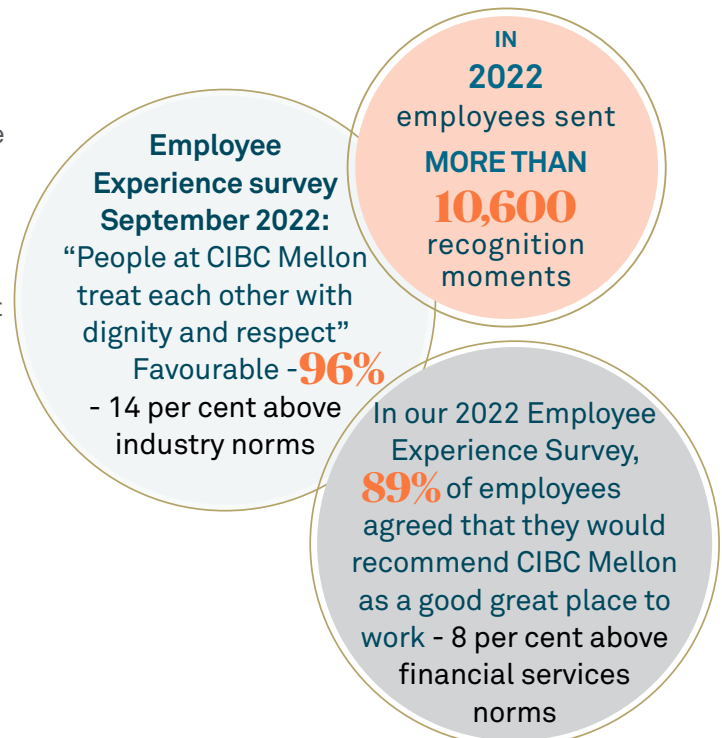 e
t
Employee
Experience survey
September 2022:
“People at CIBC Mellon
treat each other with
dignity and respect”
Favourable -96%
- 14 per cent above
industry norms
IN
2022
employees sent
MORE THAN
10,600
recognition
moments
In our 2022 Employee
Experience Survey,
89% of employees
agreed that they would
recommend CIBC Mellon
as a good great place to
work - 8 per cent above
financial services
norms